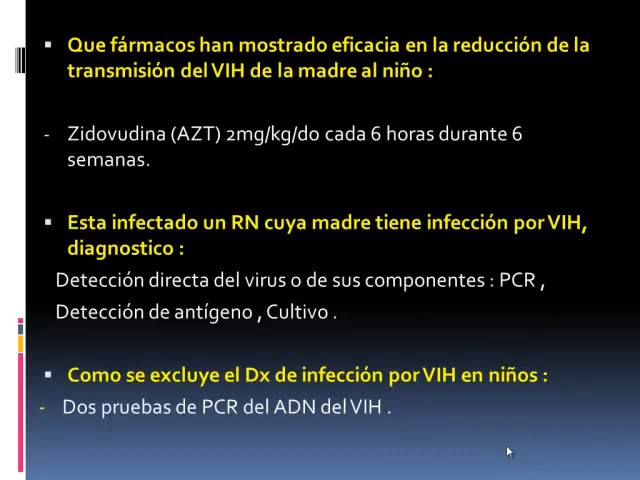 ▪ Que fármacos han mostrado eficacia en la reducción de la
transmisión del VIH de la madre al niño :
- Zidovudina (AZT) 2mg/kg/do cada 6 horas durante 6
semanas.
▪ Esta infectado un RN cuya madre tiene infección por VIH,
diagnostico :
Detección directa del virus o de sus componentes : PCR ,
Detección de antígeno , Cultivo .
▪ Como se excluye el Dx de infección por VIH en niños :
- Dos pruebas de PCR del ADN del VIH .